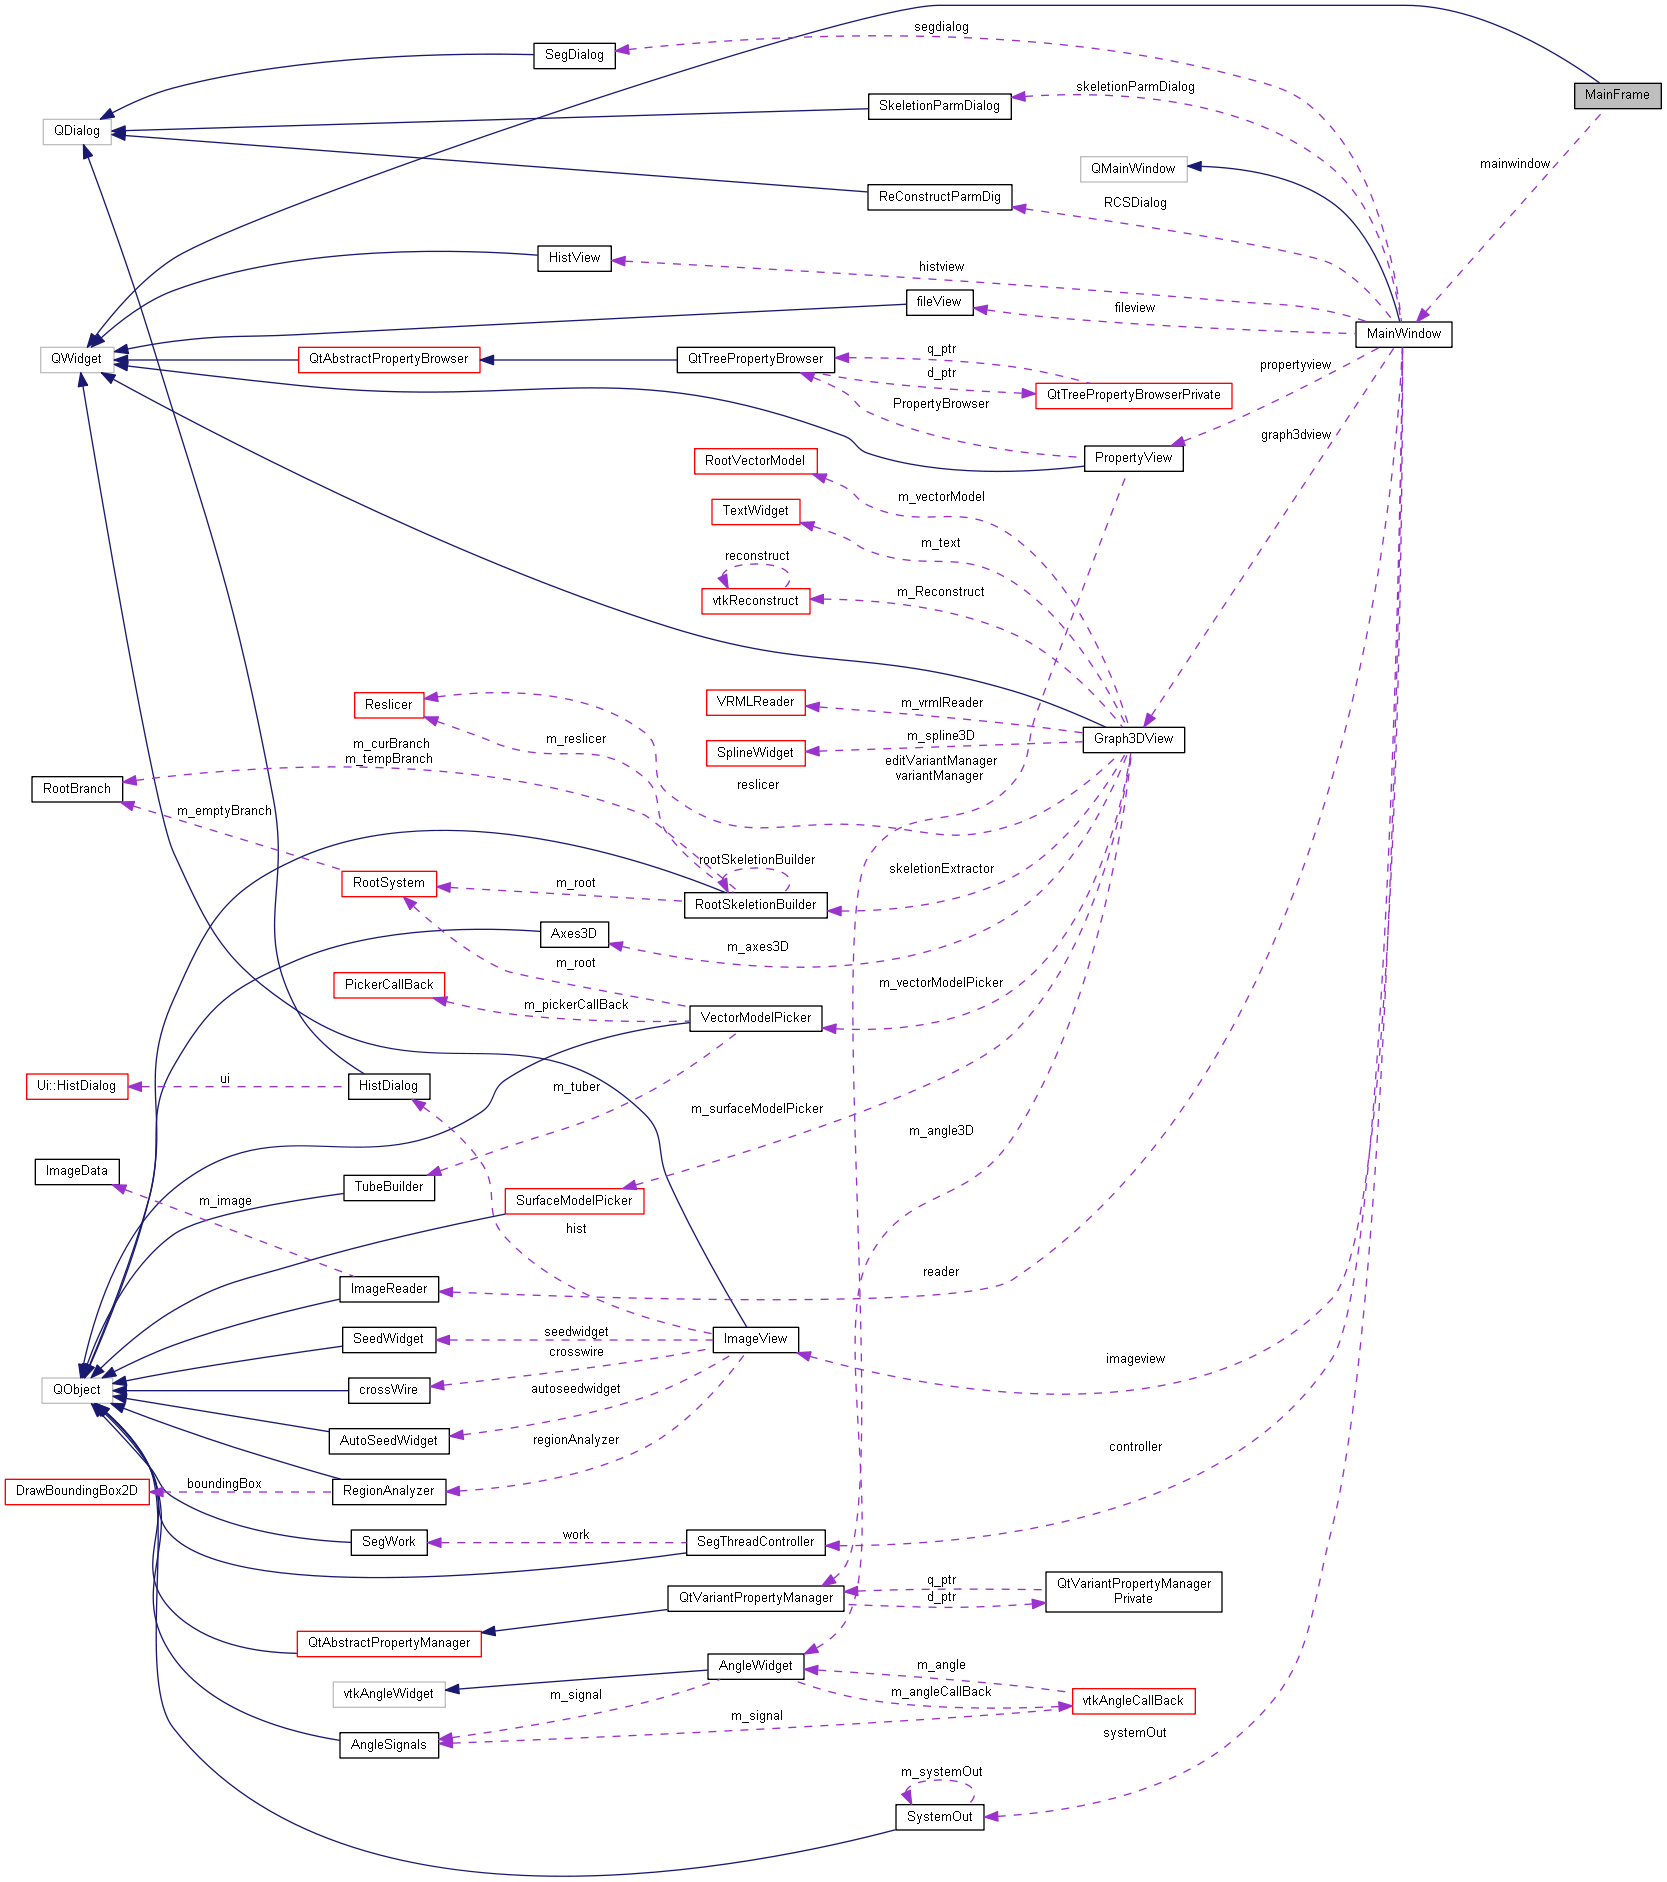 segdialog
SegDialog
MainFrame
skeletionParmDialog
SkeletionParmDialog
QDialog
mainwindow
QMainWindow
ReConstructParmDig
RCSDialog
HistView
histview
fileView
fileview
MainWindow
QWidget
QtAbstractPropertyBrowser
QtTreePropertyBrowser
q_ptr
d_ptr
propertyview
QtTreePropertyBrowserPrivate
PropertyBrowser
graph3dview
RootVectorModel
PropertyView
m_vectorModel
TextWidget
m_text
reconstruct
m_Reconstruct
vtkReconstruct
Reslicer
VRMLReader
m_vrmlReader
m_spline3D
Graph3DView
m_reslicer
m_curBranch
m_tempBranch
SplineWidget
editVariantManager
variantManager
reslicer
RootBranch
m_emptyBranch
rootSkeletionBuilder
skeletionExtractor
RootSystem
m_root
RootSkeletionBuilder
Axes3D
m_axes3D
m_root
PickerCallBack
m_vectorModelPicker
m_pickerCallBack
VectorModelPicker
Ui::HistDialog
ui
HistDialog
m_tuber
m_surfaceModelPicker
m_angle3D
ImageData
TubeBuilder
m_image
SurfaceModelPicker
hist
reader
ImageReader
SeedWidget
seedwidget
ImageView
crosswire
imageview
QObject
crossWire
autoseedwidget
AutoSeedWidget
regionAnalyzer
controller
DrawBoundingBox2D
boundingBox
RegionAnalyzer
SegWork
work
SegThreadController
QtVariantPropertyManager
q_ptr
d_ptr
QtVariantPropertyManager
Private
QtAbstractPropertyManager
AngleWidget
m_angle
vtkAngleWidget
m_signal
m_angleCallBack
vtkAngleCallBack
m_signal
AngleSignals
systemOut
m_systemOut
SystemOut